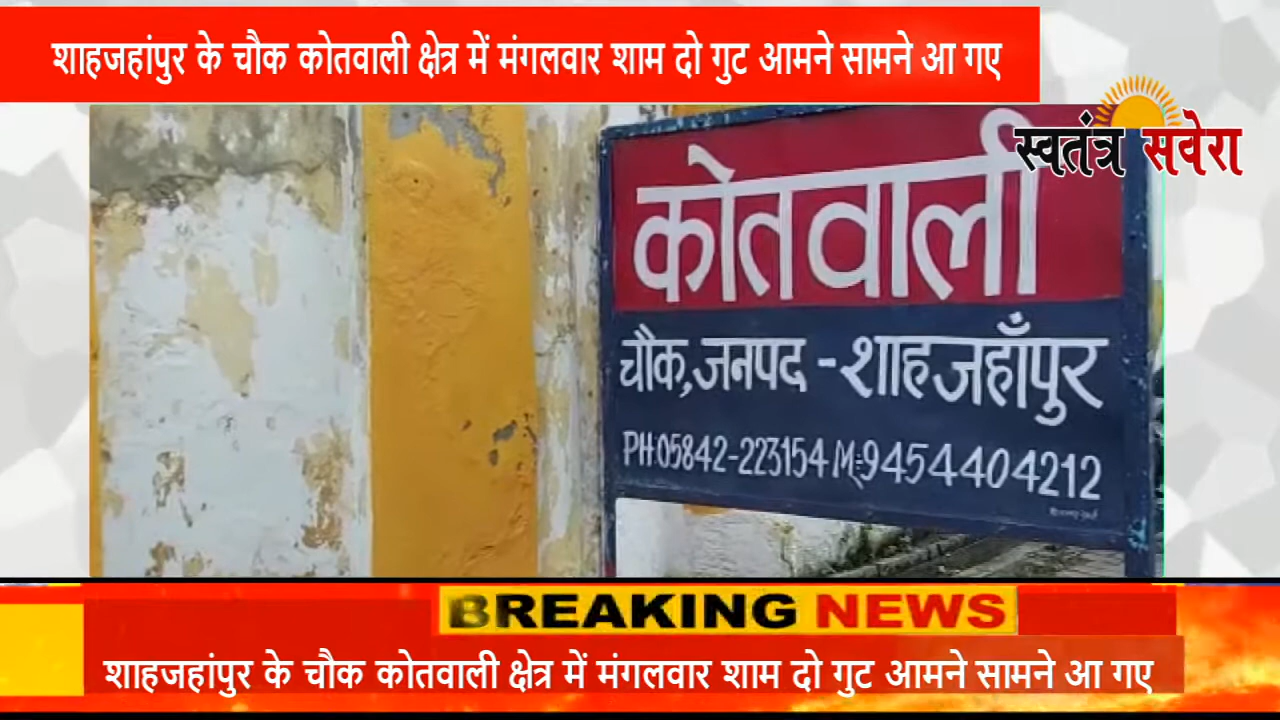 शाहजहांपुर के चौक कोतवाली क्षेत्र में मंगलवार शाम दो गुट आमने सामने आ गए
स्वतंत्र सवेरा
कोतवाली
चौक, जनपद - शाहजहाँपुर
PH:05842-223154 M:-9454404212
BREAKING NEWS
शाहजहांपुर के चौक कोतवाली क्षेत्र में मंगलवार शाम दो गुट आमने सामने आ गए